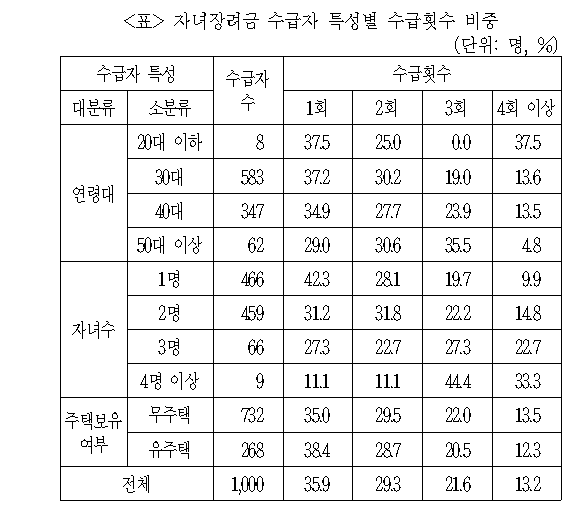 <표> 자녀장려금 수급자 특성별 수급횟수 비중
(단위: 명, %)
수급자 특성 수급자 수 수급횟수
대분류 소분류 1회 2회 3회 4회 이상
연령대 20대 이하 8 37.5 25.0 0.0 37.5
30대 583 37.2 30.2 19.0 13.6
40대 347 34.9 27.7 23.9 13.5
50대 이상 62 29.0 30.6 35.5 4.8
자녀수 1명 466 42.3 28.1 19.7 9.9
2명 459 31.2 31.8 22.2 14.8
3명 66 27.3 22.7 27.3 22.7
4명 이상 9 11.1 11.1 44.4 33.3
주택보유 여부 무주택 732 35.0 29.5 22.0 13.5
유주택 268 38.4 28.7 20.5 12.3
전체 1,000 35.9 29.3 21.6 13.2